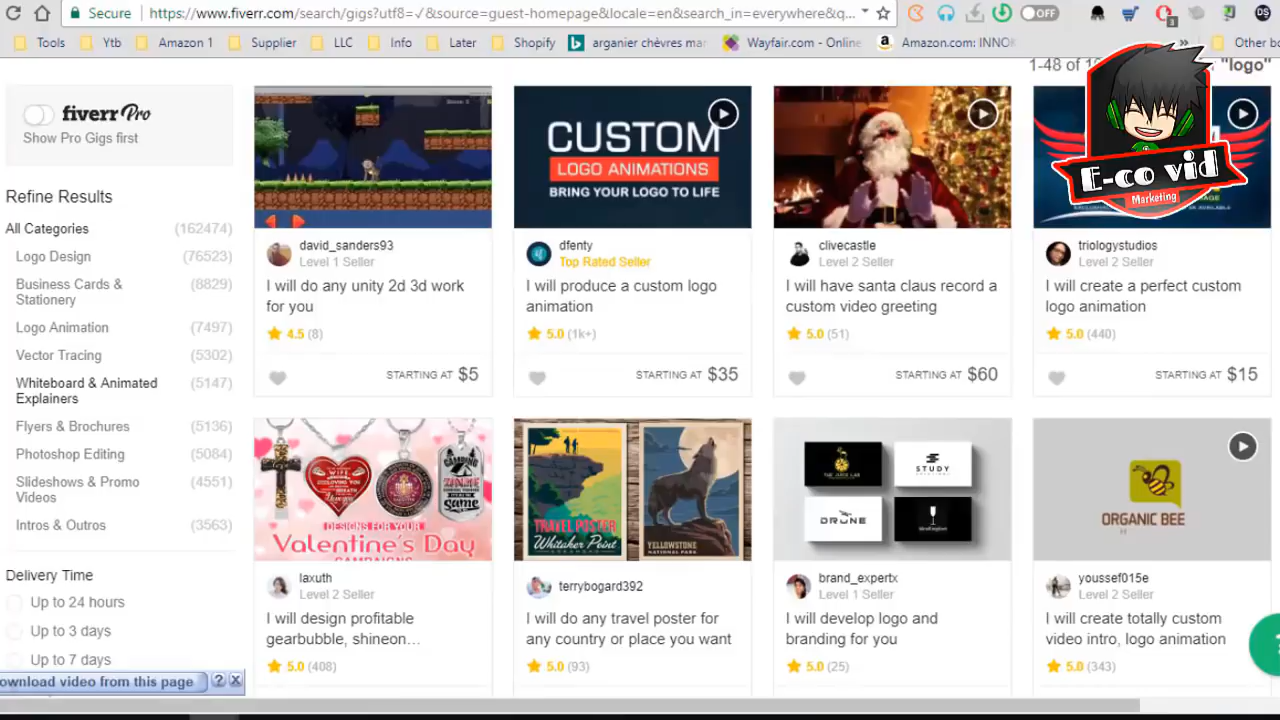 Secure
https://www.fiverr.com/search/gigs?utf8=✓&source=guest-homepage&locale=en&search_in=everywhere&q...
OFF
3
DS
Tools
Ytb
Amazon 1
Supplier
LLC
Info
Later
Shopify
arganier chèvres mar
Wayfair.com - Online
Amazon.com: INNO
»
Other bo
1-48 of 1
"logo"
E-co vid
Marketing
fiverr Pro
Show Pro Gigs first
Refine Results
All Categories (162474)
Logo Design (76523)
Business Cards & (8829)
Stationery
Logo Animation (7497)
Vector Tracing (5302)
Whiteboard & Animated (5147)
Explainers
Flyers & Brochures (5136)
Photoshop Editing (5084)
Slideshows & Promo (4551)
Videos
Intros & Outros (3563)
Delivery Time
Up to 24 hours
Up to 3 days
Up to 7 days
ownload video from this page ? X
david_sanders93
Level 1 Seller
I will do any unity 2d 3d work
for you
4.5 (8)
STARTING AT $5
CUSTOM
LOGO ANIMATIONS
BRING YOUR LOGO TO LIFE
dfenty
Top Rated Seller
I will produce a custom logo
animation
5.0 (1k+)
STARTING AT $35
clivecastle
Level 2 Seller
I will have santa claus record a
custom video greeting
5.0 (51)
STARTING AT $60
triologystudios
Level 2 Seller
I will create a perfect custom
logo animation
5.0 (440)
STARTING AT $15
CAMPING
same
DESIGNS FOR YOUR
Valentine's Day
CAMPAIGNS
laxuth
Level 2 Seller
I will design profitable
gearbubble, shineon...
5.0 (408)
TRAVEL POSTER
Whitaker Point
YELLOWSTONE
NATIONAL PARK
terrybogard392
I will do any travel poster for
any country or place you want
5.0 (93)
STUDY
DRUNE
brand_expertx
Level 1 Seller
I will develop logo and
branding for you
5.0 (25)
ORGANIC BEE
youssef015e
Level 2 Seller
I will create totally custom
video intro, logo animation
5.0 (343)